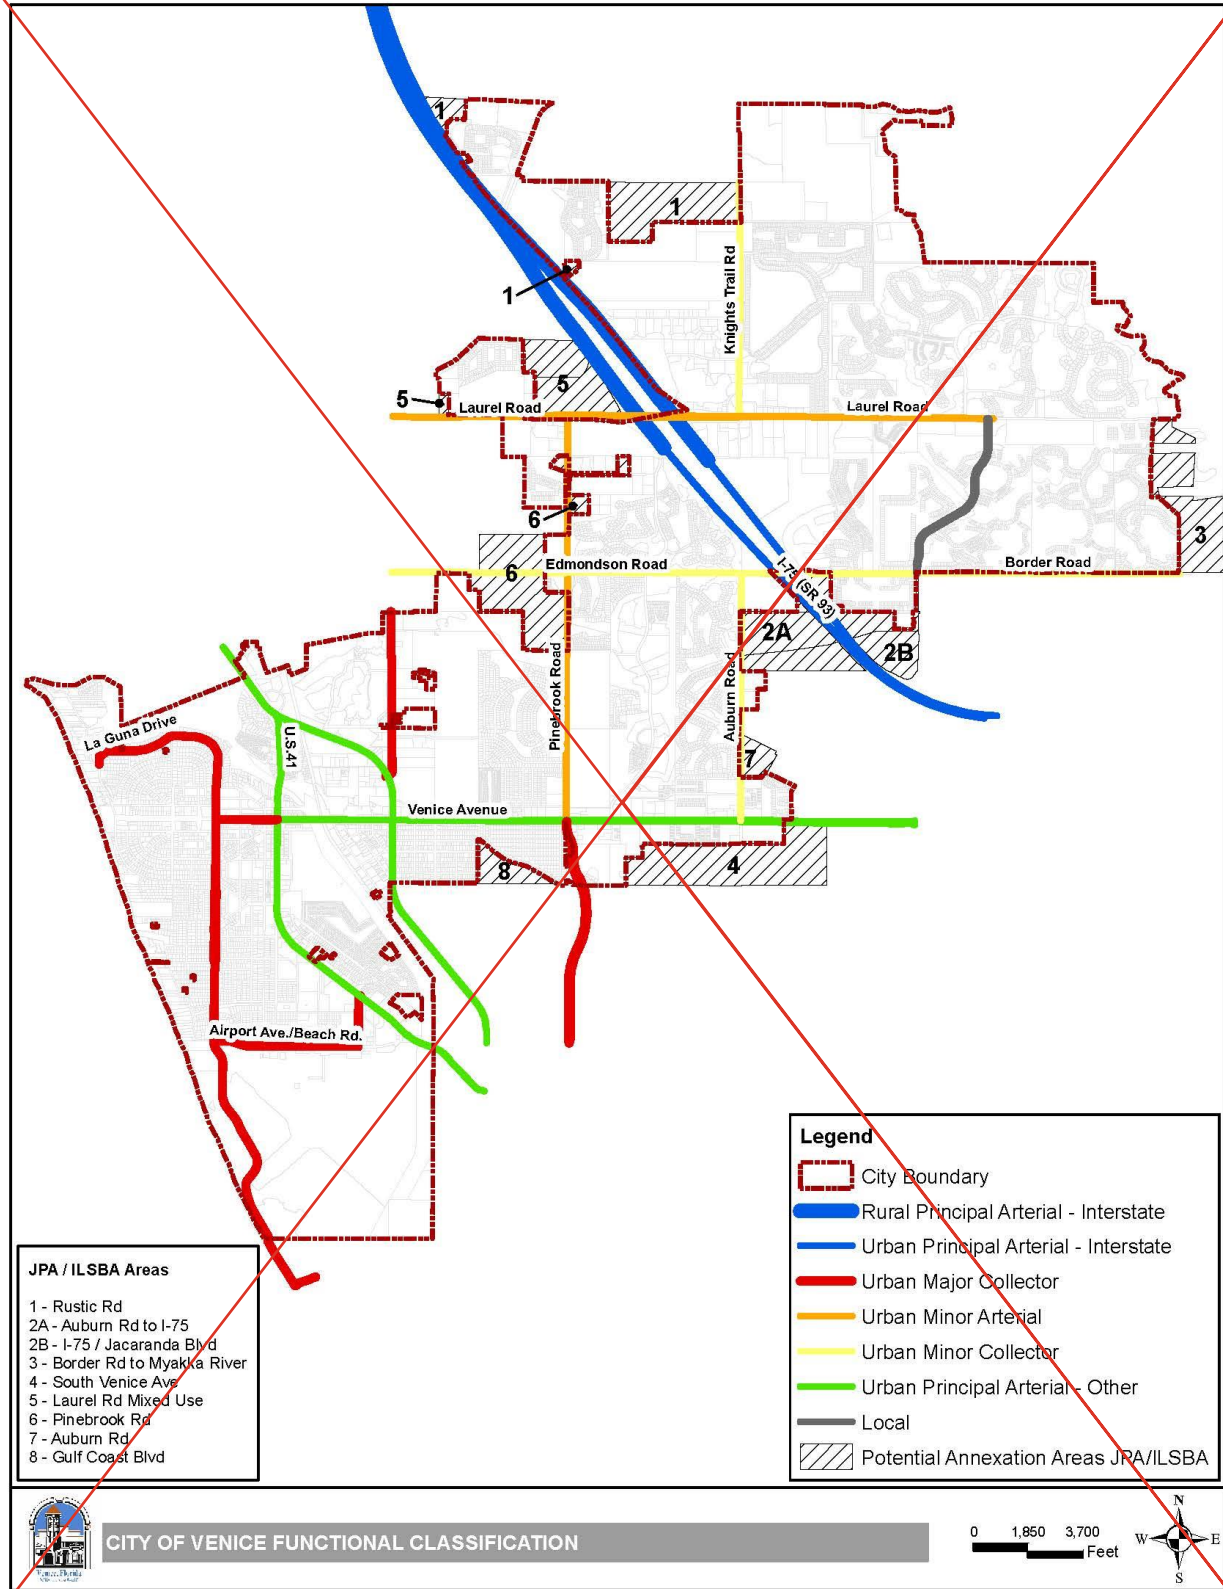 1
1
1
Knights Trail Rd
5
5
Laurel Road
Laurel Road
6
3
6
Edmondson Road
I-75 (SR 93)
Border Road
2A
2B
Pinebrook Road
Auburn Road
La Guna Drive
U.S.41
7
Venice Avenue
8
4
Airport Ave./Beach Rd.
Legend
City Boundary
Rural Principal Arterial - Interstate
Urban Principal Arterial - Interstate
Urban Major Collector
Urban Minor Arterial
Urban Minor Collector
Urban Principal Arterial - Other
Local
Potential Annexation Areas JPA/ILSBA
JPA / ILSBA Areas
1 - Rustic Rd
2A - Auburn Rd to I-75
2B - I-75 / Jacaranda Blvd
3 - Border Rd to Myakka River
4 - South Venice Ave
5 - Laurel Rd Mixed Use
6 - Pinebrook Rd
7 - Auburn Rd
8 - Gulf Coast Blvd
Venice, Florida
CITY OF VENICE FUNCTIONAL CLASSIFICATION
0 1,850 3,700
Feet
N
W E
S